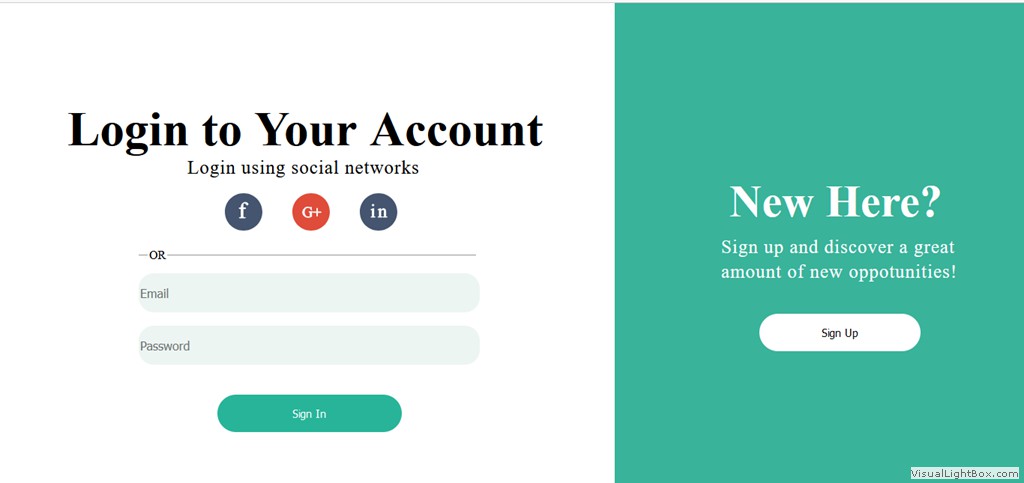 Login to Your Account
Login using social networks
f G+ in
OR
Email
Password
Sign In
New Here?
Sign up and discover a great
amount of new oppotunities!
Sign Up
VisualLightBox.com